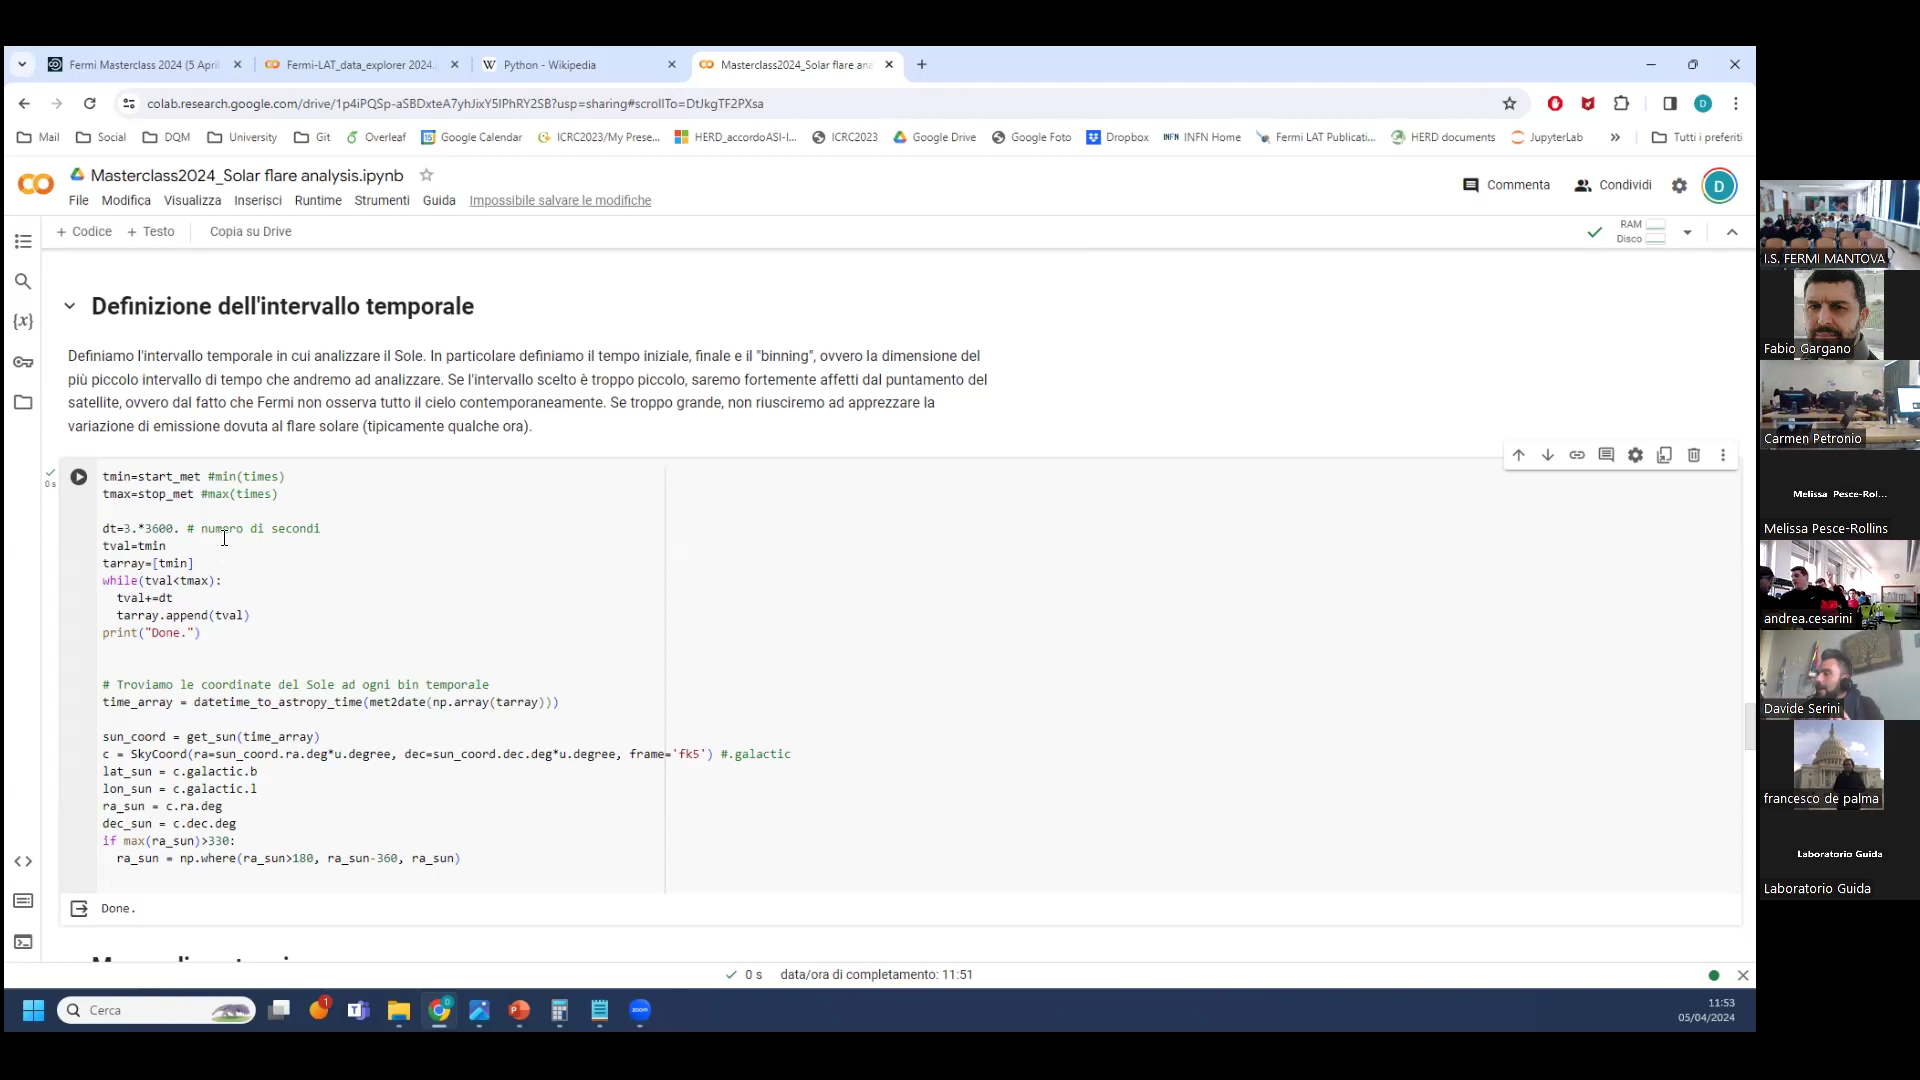 Fermi Masterclass 2024 (5 April
Fermi-LAT_data_explorer 2024.
Python - Wikipedia
Masterclass2024_Solar flare ana
colab.research.google.com/drive/1p4iPQSp-aSBDxteA7yhJixY5IPhRY2SB?usp=sharing#scrollTo=DtJkgTF2PXsa
D
Mail
Social
DQM
University
Git
Overleaf
Google Calendar
ICRC2023/My Prese...
HERD_accordoASI-I...
ICRC2023
Google Drive
Google Foto
Dropbox
INFN INFN Home
Fermi LAT Publicati...
HERD documents
JupyterLab
Tutti i preferiti
Masterclass2024_Solar flare analysis.ipynb
Commenta
Condividi
D
File Modifica Visualizza Inserisci Runtime Strumenti Guida Impossibile salvare le modifiche
+ Codice + Testo Copia su Drive
RAM
Disco
Definizione dell'intervallo temporale
Definiamo l'intervallo temporale in cui analizzare il Sole. In particolare definiamo il tempo iniziale, finale e il "binning", ovvero la dimensione del
più piccolo intervallo di tempo che andremo ad analizzare. Se l'intervallo scelto è troppo piccolo, saremo fortemente affetti dal puntamento del
satellite, ovvero dal fatto che Fermi non osserva tutto il cielo contemporaneamente. Se troppo grande, non riusciremo ad apprezzare la
variazione di emissione dovuta al flare solare (tipicamente qualche ora).
0 s
tmin=start_met #min(times)
tmax=stop_met #max(times)
dt=3.*3600. # numero di secondi
tval=tmin
tarray=[tmin]
while(tval<tmax):
  tval+=dt
  tarray.append(tval)
print("Done.")
# Troviamo le coordinate del Sole ad ogni bin temporale
time_array = datetime_to_astropy_time(met2date(np.array(tarray)))
sun_coord = get_sun(time_array)
c = SkyCoord(ra=sun_coord.ra.deg*u.degree, dec=sun_coord.dec.deg*u.degree, frame='fk5') #.galactic
lat_sun = c.galactic.b
lon_sun = c.galactic.l
ra_sun = c.ra.deg
dec_sun = c.dec.deg
if max(ra_sun)>330:
  ra_sun = np.where(ra_sun>180, ra_sun-360, ra_sun)
Done.
0 s data/ora di completamento: 11:51
Cerca
1
zoom
11:53
05/04/2024
I.S. FERMI MANTOVA
Fabio Gargano
Carmen Petronio
Melissa Pesce-Rol...
Melissa Pesce-Rollins
andrea.cesarini
Davide Serini
francesco de palma
Laboratorio Guida
Laboratorio Guida